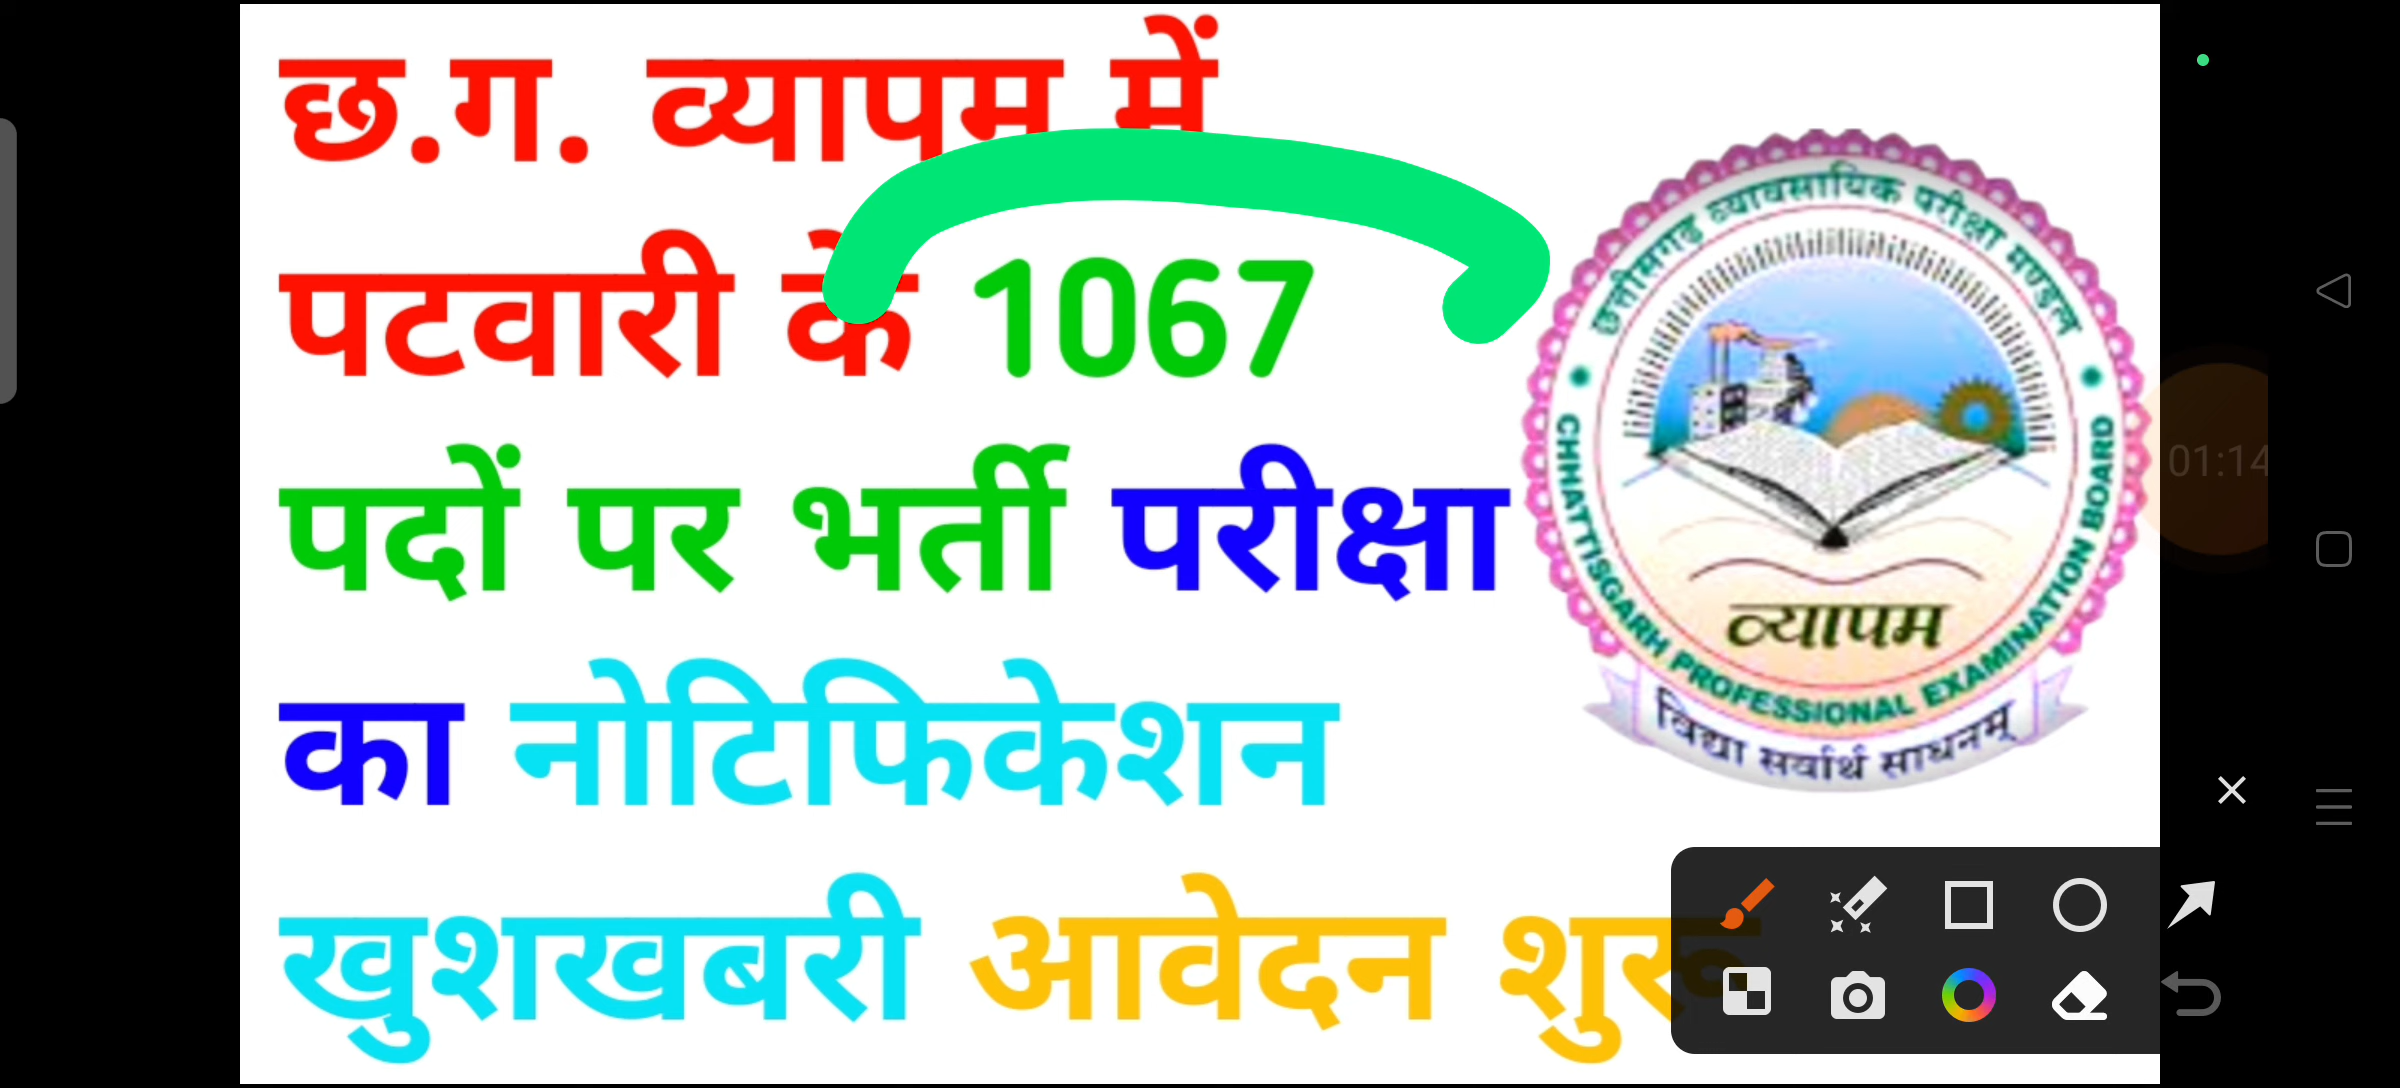 छ.ग. व्यापम में
पटवारी के 1067
पदों पर भर्ती परीक्षा
का नोटिफिकेशन
खुशखबरी आवेदन शुरू
छत्तीसगढ़ व्यावसायिक परीक्षा मण्डल
CHHATTISGARH PROFESSIONAL EXAMINATION BOARD
व्यापम
विद्या सर्वार्थ साधनम्
01:14